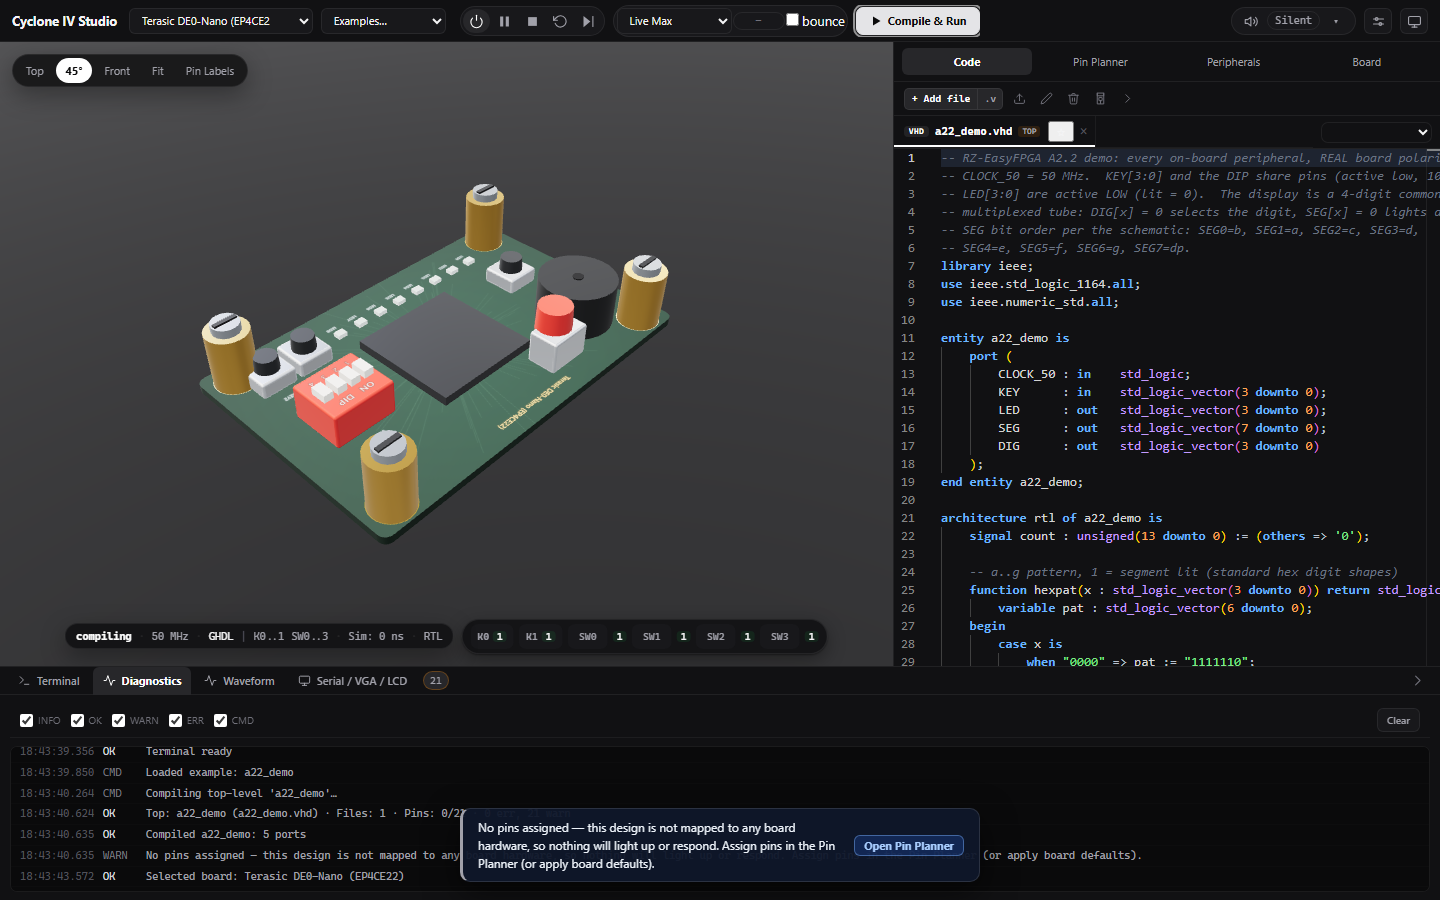 Cyclone IV Studio
Terasic DE0-Nano (EP4CE2
Examples...
Live Max
–
bounce
Compile & Run
Silent
Top
45°
Front
Fit
Pin Labels
Code
Pin Planner
Peripherals
Board
+ Add file
.v
VHD a22_demo.vhd TOP ×
1 -- RZ-EasyFPGA A2.2 demo: every on-board peripheral, REAL board polari
2 -- CLOCK_50 = 50 MHz.  KEY[3:0] and the DIP share pins (active low, 10
3 -- LED[3:0] are active LOW (lit = 0).  The display is a 4-digit common
4 -- multiplexed tube: DIG[x] = 0 selects the digit, SEG[x] = 0 lights a
5 -- SEG bit order per the schematic: SEG0=b, SEG1=a, SEG2=c, SEG3=d,
6 -- SEG4=e, SEG5=f, SEG6=g, SEG7=dp.
7 library ieee;
8 use ieee.std_logic_1164.all;
9 use ieee.numeric_std.all;
10
11 entity a22_demo is
12 port (
13 CLOCK_50 : in    std_logic;
14 KEY      : in    std_logic_vector(3 downto 0);
15 LED      : out   std_logic_vector(3 downto 0);
16 SEG      : out   std_logic_vector(7 downto 0);
17 DIG      : out   std_logic_vector(3 downto 0)
18 );
19 end entity a22_demo;
20
21 architecture rtl of a22_demo is
22 signal count : unsigned(13 downto 0) := (others => '0');
23
24 -- a..g pattern, 1 = segment lit (standard hex digit shapes)
25 function hexpat(x : std_logic_vector(3 downto 0)) return std_logic
26 variable pat : std_logic_vector(6 downto 0);
27 begin
28 case x is
29 when "0000" => pat := "1111110";
ON
DIP
Terasic DE0-Nano (EP4CE22)
compiling · 50 MHz · GHDL | K0..1 SW0..3 · Sim: 0 ns · RTL
K0 1 K1 1 SW0 1 SW1 1 SW2 1 SW3 1
Terminal
Diagnostics
Waveform
Serial / VGA / LCD
21
INFO
OK
WARN
ERR
CMD
Clear
18:43:39.356 OK Terminal ready
18:43:39.850 CMD Loaded example: a22_demo
18:43:40.264 CMD Compiling top-level 'a22_demo'…
18:43:40.624 OK Top: a22_demo (a22_demo.vhd) · Files: 1 · Pins: 0/2
18:43:40.635 OK Compiled a22_demo: 5 ports
18:43:40.635 WARN No pins assigned — this design is not mapped to any (or apply board defaults).
18:43:43.572 OK Selected board: Terasic DE0-Nano (EP4CE22)
No pins assigned — this design is not mapped to any board
hardware, so nothing will light up or respond. Assign pins in the Pin
Planner (or apply board defaults).
Open Pin Planner